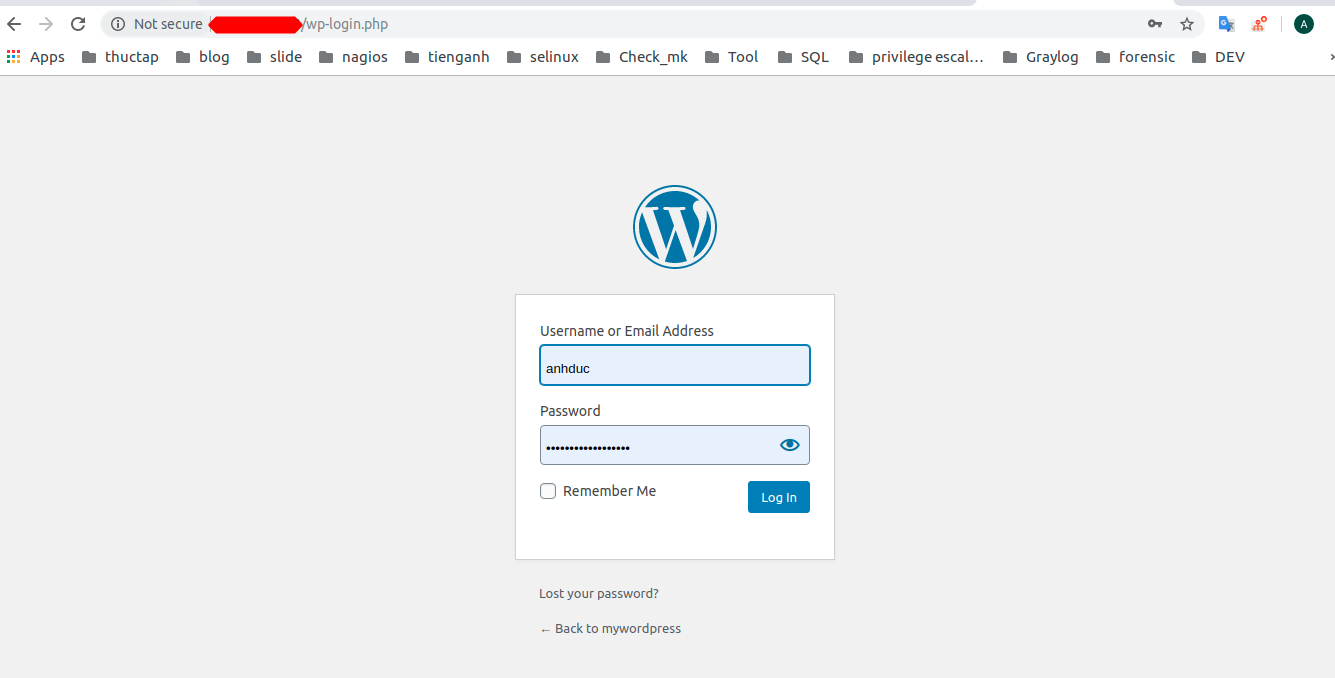 Not secure /wp-login.php
A
Apps thuctap blog slide nagios tienganh selinux Check_mk Tool SQL privilege escal… Graylog forensic DEV
Username or Email Address
anhduc
Password
••••••••••••••••••
Remember Me Log In
Lost your password?
← Back to mywordpress